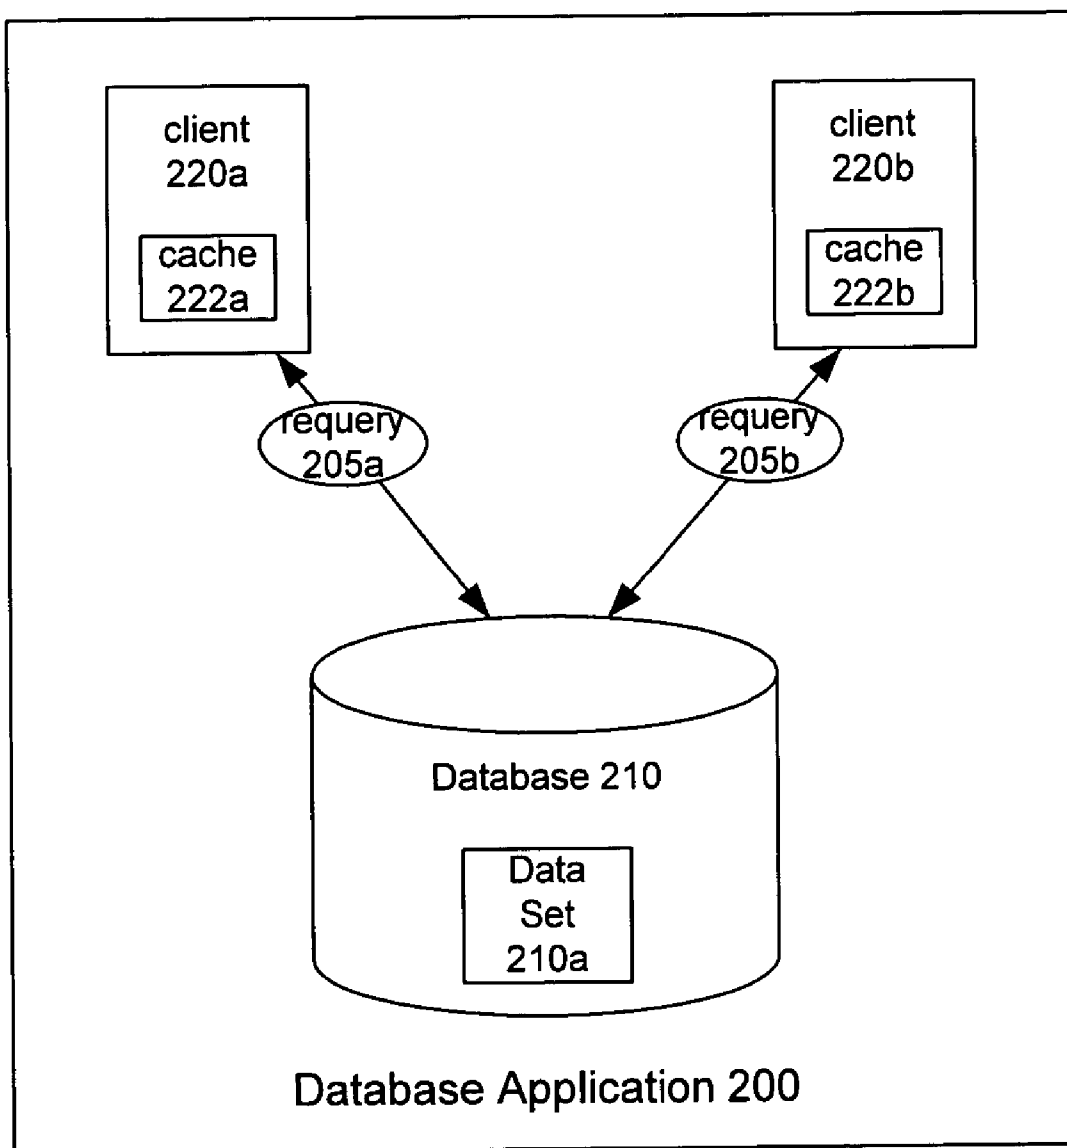 client
220a
cache
222a
client
220b
cache
222b
requery
205a
requery
205b
Database 210
Data
Set
210a
Database Application 200